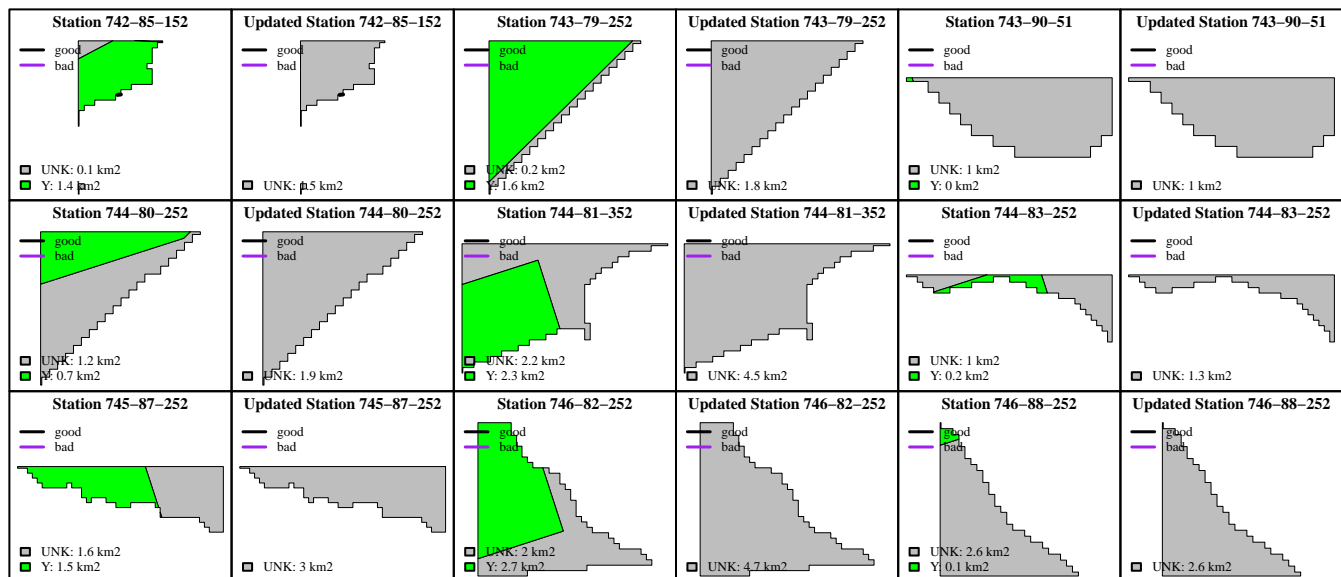 Station 742−85−152
good
bad
UNK: 0.1 km2
Y: 1.4 km2
Updated Station 742−85−152
good
bad
UNK: 1.5 km2
Station 743−79−252
good
bad
UNK: 0.2 km2
Y: 1.6 km2
Updated Station 743−79−252
good
bad
UNK: 1.8 km2
Station 743−90−51
good
bad
UNK: 1 km2
Y: 0 km2
Updated Station 743−90−51
good
bad
UNK: 1 km2
Station 744−80−252
good
bad
UNK: 1.2 km2
Y: 0.7 km2
Updated Station 744−80−252
good
bad
UNK: 1.9 km2
Station 744−81−352
good
bad
UNK: 2.2 km2
Y: 2.3 km2
Updated Station 744−81−352
good
bad
UNK: 4.5 km2
Station 744−83−252
good
bad
UNK: 1 km2
Y: 0.2 km2
Updated Station 744−83−252
good
bad
UNK: 1.3 km2
Station 745−87−252
good
bad
UNK: 1.6 km2
Y: 1.5 km2
Updated Station 745−87−252
good
bad
UNK: 3 km2
Station 746−82−252
good
bad
UNK: 2 km2
Y: 2.7 km2
Updated Station 746−82−252
good
bad
UNK: 4.7 km2
Station 746−88−252
good
bad
UNK: 2.6 km2
Y: 0.1 km2
Updated Station 746−88−252
good
bad
UNK: 2.6 km2